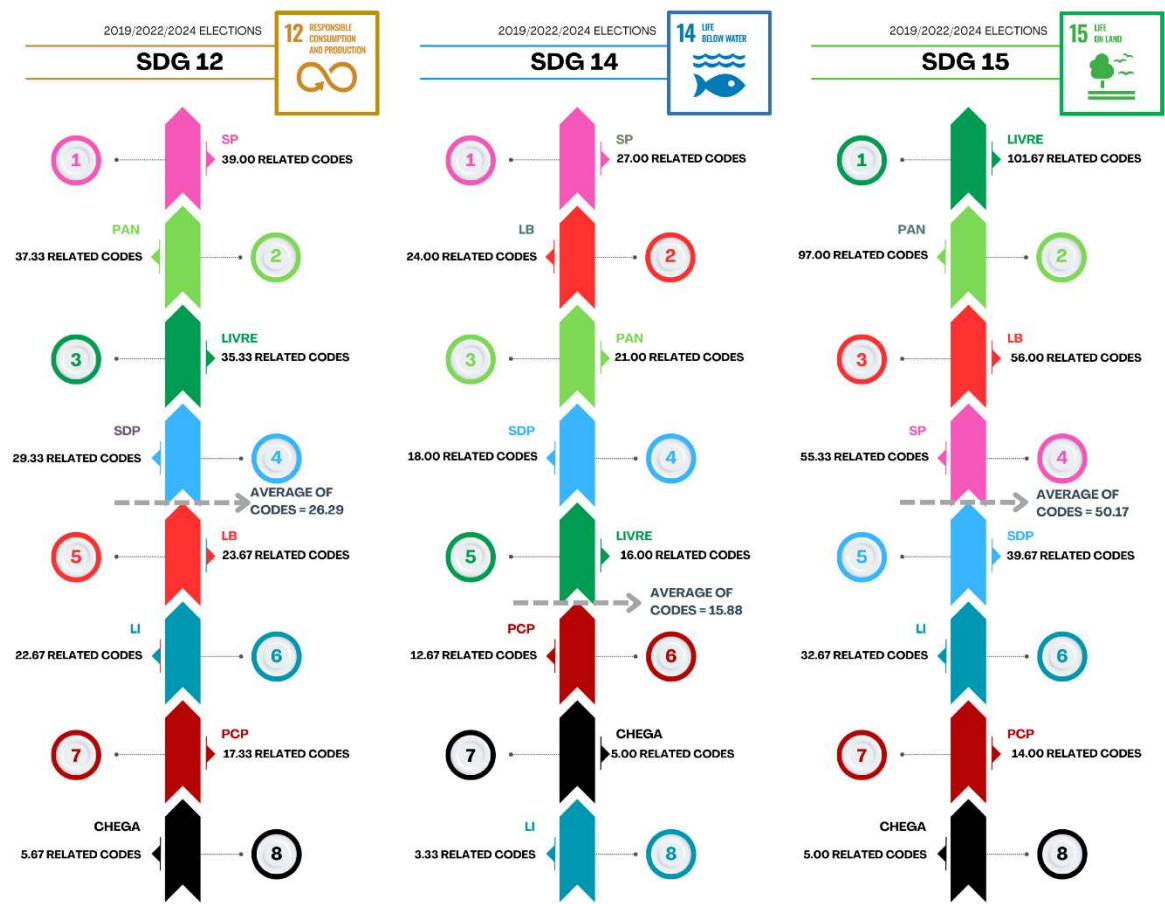 2019/2022/2024 ELECTIONS
SDG 12
12 RESPONSIBLE
CONSUMPTION
AND PRODUCTION
1
SP
39.00 RELATED CODES
PAN
37.33 RELATED CODES
2
3
LIVRE
35.33 RELATED CODES
SDP
29.33 RELATED CODES
4
AVERAGE OF
CODES = 26.29
5
LB
23.67 RELATED CODES
LI
22.67 RELATED CODES
6
7
PCP
17.33 RELATED CODES
CHEGA
5.67 RELATED CODES
8
2019/2022/2024 ELECTIONS
SDG 14
14 LIFE
BELOW WATER
1
SP
27.00 RELATED CODES
LB
24.00 RELATED CODES
2
3
PAN
21.00 RELATED CODES
SDP
18.00 RELATED CODES
4
5
LIVRE
16.00 RELATED CODES
AVERAGE OF
CODES = 15.88
PCP
12.67 RELATED CODES
6
7
CHEGA
5.00 RELATED CODES
LI
3.33 RELATED CODES
8
2019/2022/2024 ELECTIONS
SDG 15
15 LIFE
ON LAND
1
LIVRE
101.67 RELATED CODES
PAN
97.00 RELATED CODES
2
3
LB
56.00 RELATED CODES
SP
55.33 RELATED CODES
4
AVERAGE OF
CODES = 50.17
5
SDP
39.67 RELATED CODES
LI
32.67 RELATED CODES
6
7
PCP
14.00 RELATED CODES
CHEGA
5.00 RELATED CODES
8